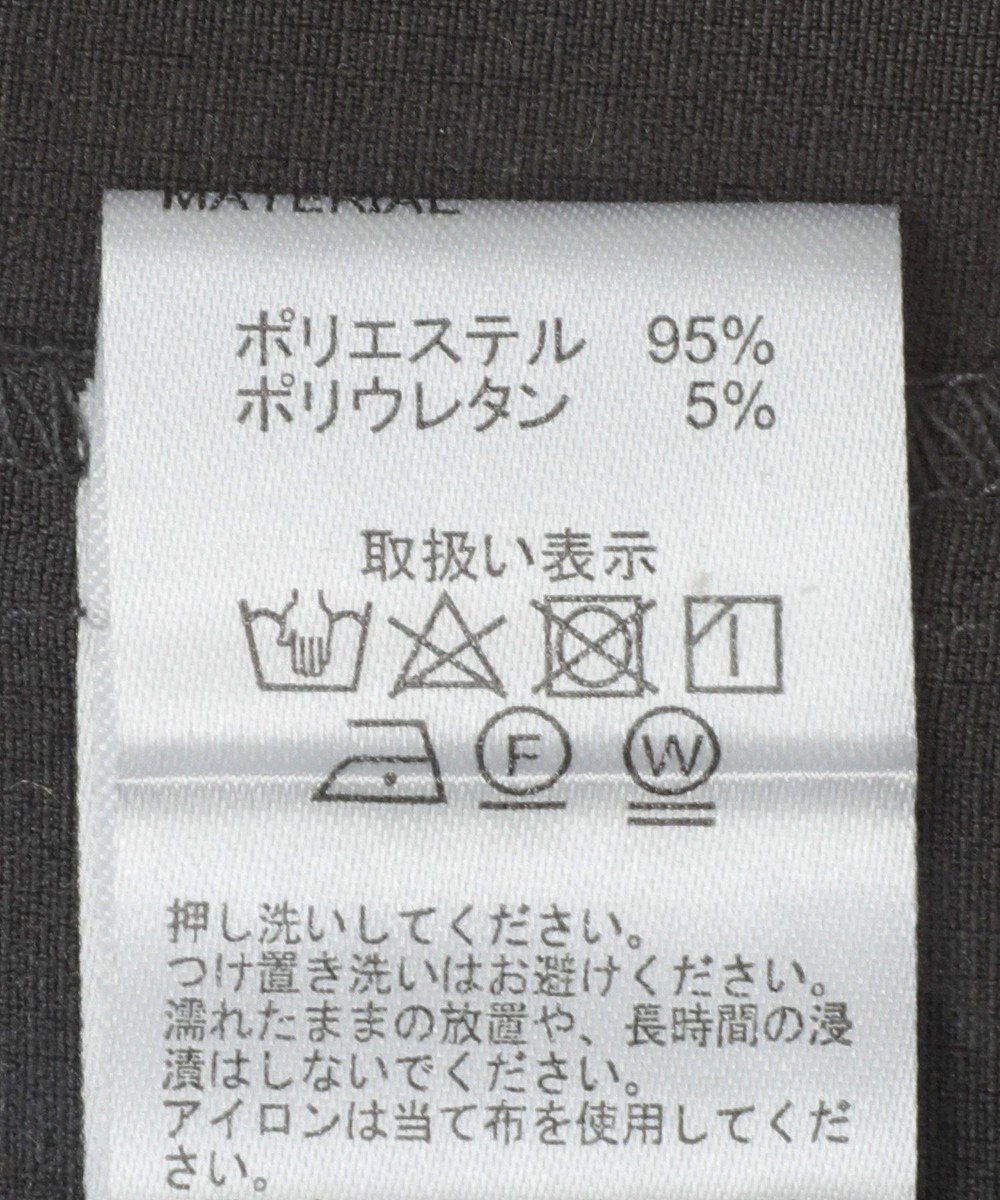 MATERIAL
ポリエステル 95%
ポリウレタン 5%
取扱い表示
F W
押し洗いしてください。
つけ置き洗いはお避けください。
濡れたままの放置や、長時間の浸
漬はしないでください。
アイロンは当て布を使用してくだ
さい。